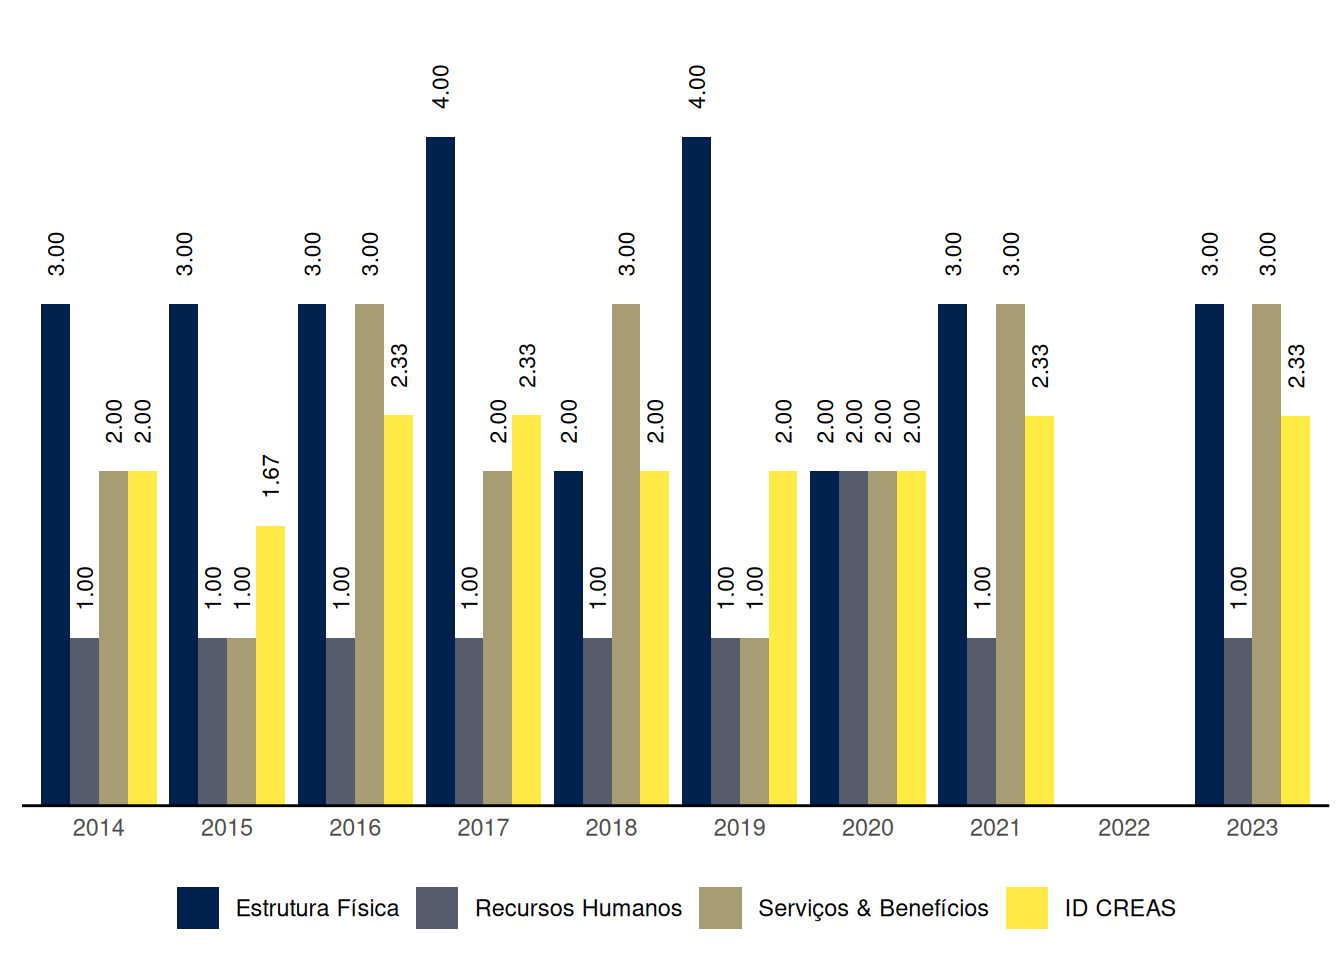 4.00 4.00
3.00 3.00 3.00 3.00 3.00 3.00 3.00 3.00 3.00
2.33 2.33 2.33 2.33
2.00 2.00 2.00 2.00 2.00 2.00 2.00 2.00 2.00 2.00
1.67
1.00 1.00 1.00 1.00 1.00 1.00 1.00 1.00 1.00 1.00
2014 2015 2016 2017 2018 2019 2020 2021 2022 2023
Estrutura Física Recursos Humanos Serviços & Benefícios ID CREAS